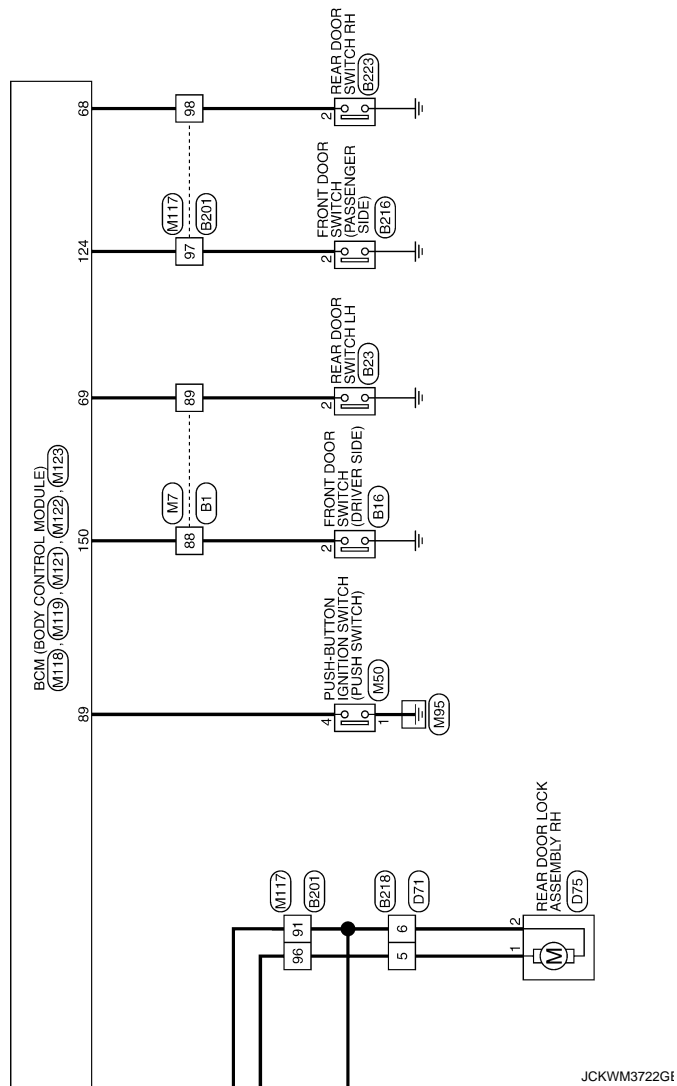 BCM (BODY CONTROL MODULE)
M118 , M119 , M121 , M122 , M123
89
150
69
124
68
M7
B1
88
89
M117
B201
97
98
PUSH-BUTTON
IGNITION SWITCH
(PUSH SWITCH)
M50
4
1
M95
FRONT DOOR
SWITCH
(DRIVER SIDE)
B16
2
REAR DOOR
SWITCH LH
B23
2
FRONT DOOR
SWITCH
(PASSENGER
SIDE)
B216
2
REAR DOOR
SWITCH RH
B223
2
M117
B201
96
91
B218
D71
5
6
REAR DOOR LOCK
ASSEMBLY RH
D75
1
2
M
JCKWM3722GE